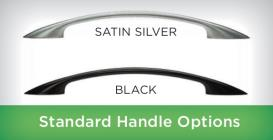 SATIN SILVER
BLACK
Standard Handle Options